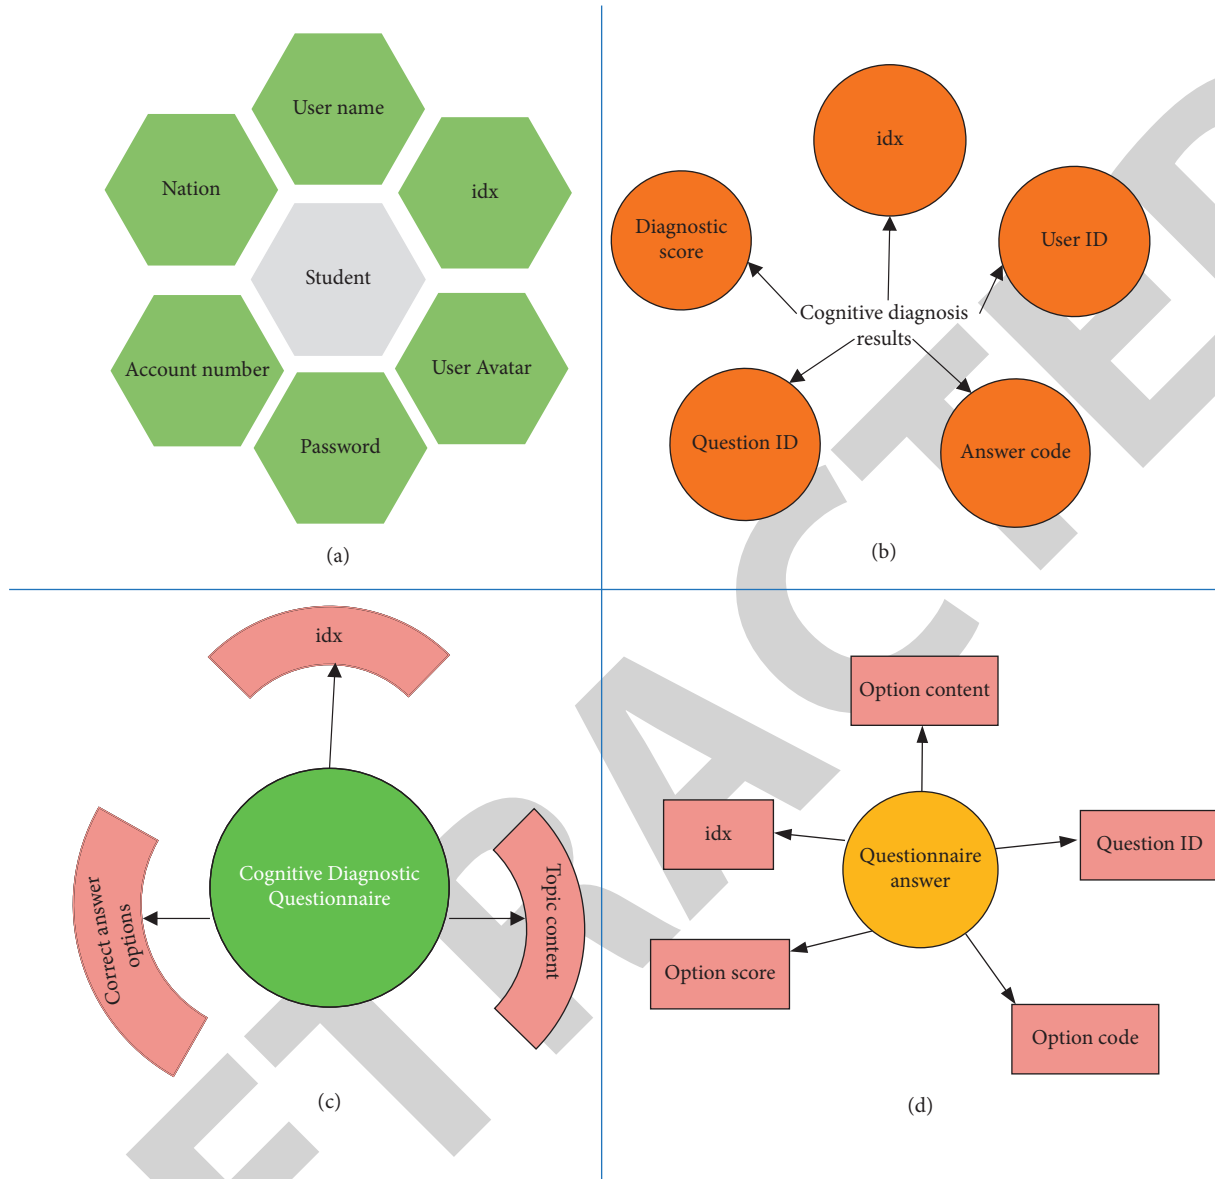 User name
Nation
idx
Student
Account number
User Avatar
Password
(a)
idx
Diagnostic
score
User ID
Cognitive diagnosis
results
Question ID
Answer code
(b)
idx
Cognitive Diagnostic
Questionnaire
Correct answer
options
Topic content
(c)
Option content
idx
Question ID
Questionnaire
answer
Option score
Option code
(d)
ETRACTED